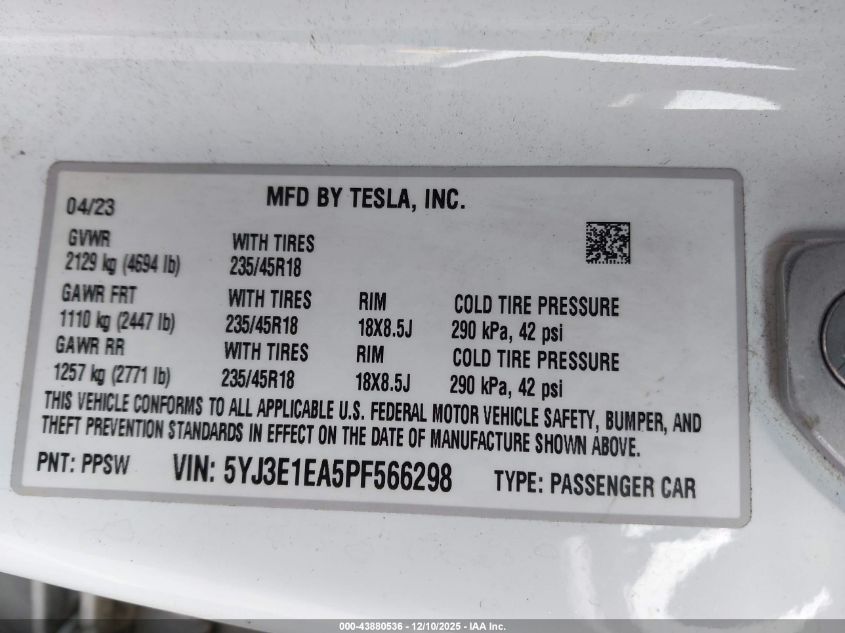 04/23 MFD BY TESLA, INC.
GVWR WITH TIRES
2129 kg (4694 lb) 235/45R18
GAWR FRT WITH TIRES RIM COLD TIRE PRESSURE
1110 kg (2447 lb) 235/45R18 18X8.5J 290 kPa, 42 psi
GAWR RR WITH TIRES RIM COLD TIRE PRESSURE
1257 kg (2771 lb) 235/45R18 18X8.5J 290 kPa, 42 psi
THIS VEHICLE CONFORMS TO ALL APPLICABLE U.S. FEDERAL MOTOR VEHICLE SAFETY, BUMPER, AND
THEFT PREVENTION STANDARDS IN EFFECT ON THE DATE OF MANUFACTURE SHOWN ABOVE.
PNT: PPSW VIN: 5YJ3E1EA5PF566298 TYPE: PASSENGER CAR
000-43880536 - 12/10/2025 - IAA Inc.